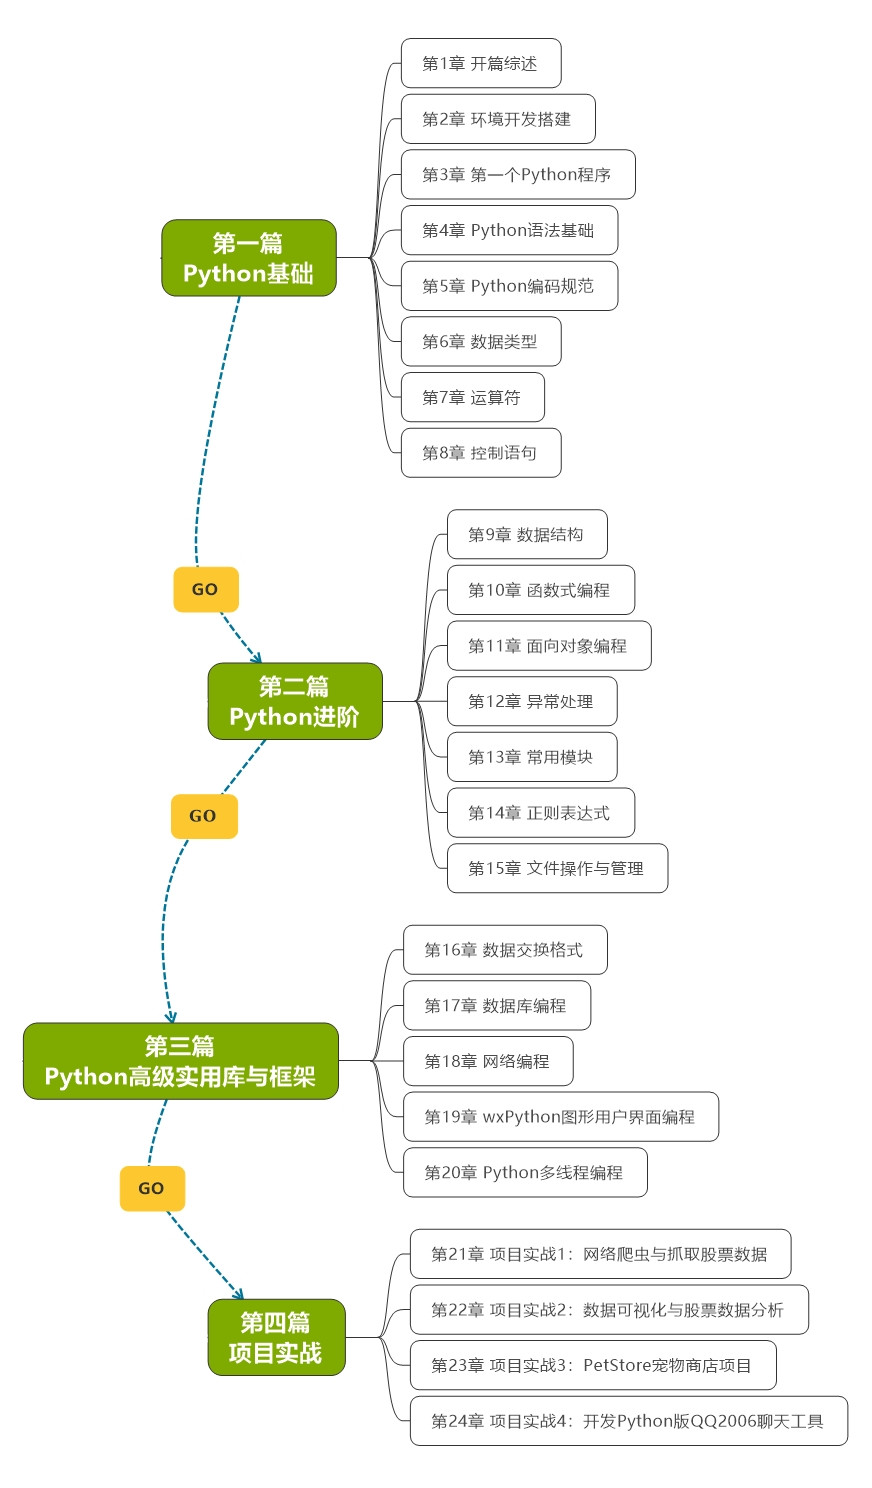 第一篇
Python基础
第1章 开篇综述
第2章 环境开发搭建
第3章 第一个Python程序
第4章 Python语法基础
第5章 Python编码规范
第6章 数据类型
第7章 运算符
第8章 控制语句
GO
第二篇
Python进阶
第9章 数据结构
第10章 函数式编程
第11章 面向对象编程
第12章 异常处理
第13章 常用模块
第14章 正则表达式
第15章 文件操作与管理
GO
第三篇
Python高级实用库与框架
第16章 数据交换格式
第17章 数据库编程
第18章 网络编程
第19章 wxPython图形用户界面编程
第20章 Python多线程编程
GO
第四篇
项目实战
第21章 项目实战1：网络爬虫与抓取股票数据
第22章 项目实战2：数据可视化与股票数据分析
第23章 项目实战3：PetStore宠物商店项目
第24章 项目实战4：开发Python版QQ2006聊天工具